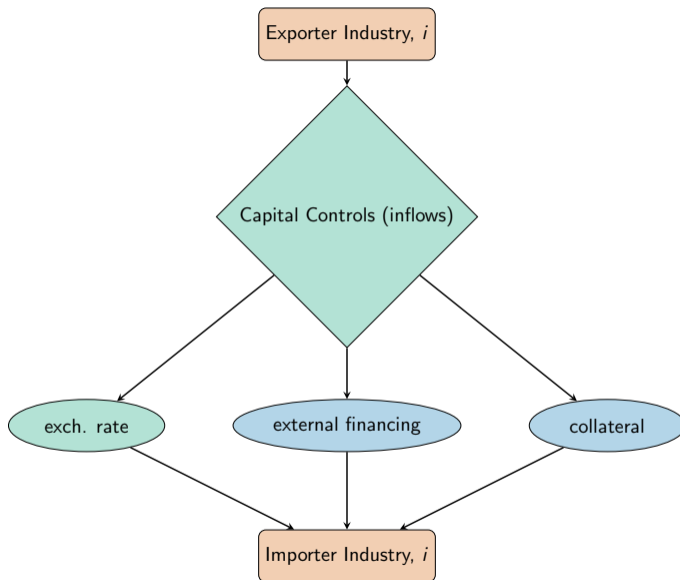 Exporter Industry, i
Capital Controls (inflows)
exch. rate
external financing
collateral
Importer Industry, i